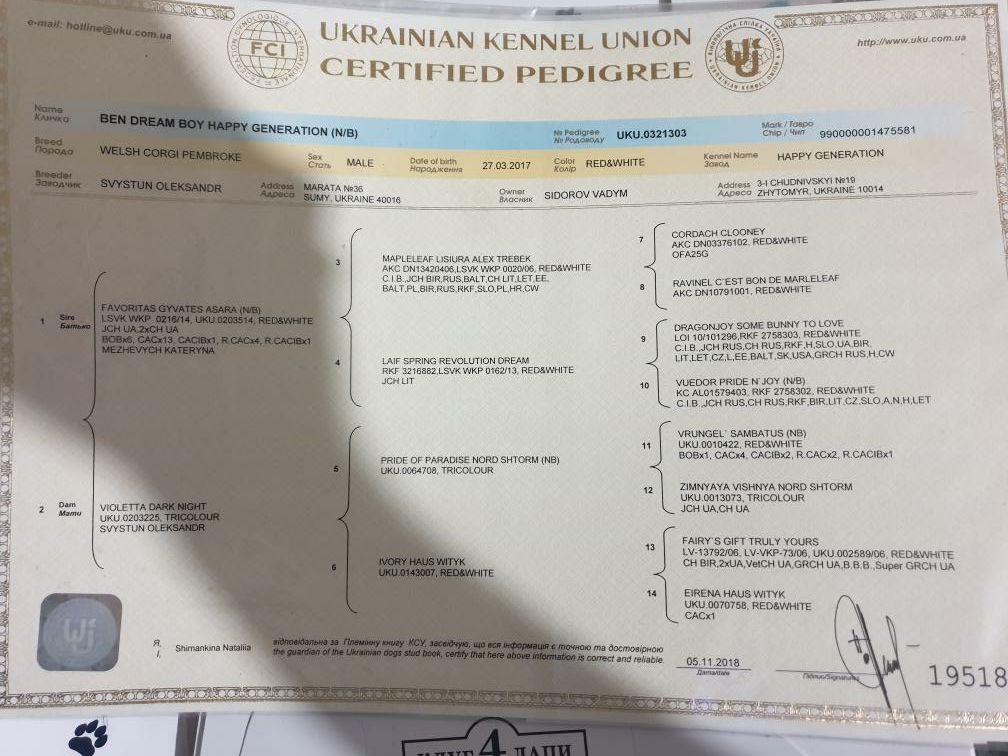 e-mail: hotline@uku.com.ua
FCI
UKRAINIAN KENNEL UNION
CERTIFIED PEDIGREE
http://www.uku.com.ua
Name
Кличка
BEN DREAM BOY HAPPY GENERATION (N/B)
№ Pedigree
№ Родоводу
UKU.0321303
Mark / Тавро
Chip / Чип
990000001475581
Breed
Порода
WELSH CORGI PEMBROKE
Sex
Стать
MALE
Date of birth
Народження
27.03.2017
Color
Колір
RED&WHITE
Kennel Name
Завод
HAPPY GENERATION
Breeder
Заводчик
SVYSTUN OLEKSANDR
Address
Адреса
MARATA №36
SUMY, UKRAINE 40016
Owner
Власник
SIDOROV VADYM
Address
Адреса
3-I CHUDNIVSKYI №19
ZHYTOMYR, UKRAINE 10014
1
Sire
Батько
FAVORITAS GYVATES ASARA (N/B)
LSVK WKP 0216/14, UKU.0203514, RED&WHITE
JCH UA,2xCH UA
BOBx6, CACx13, CACIBx1, R.CACx4, R.CACIBx1
MEZHEVYCH KATERYNA
2
Dam
Мати
VIOLETTA DARK NIGHT
UKU.0203225, TRICOLOUR
SVYSTUN OLEKSANDR
3
MAPLELEAF LISIURA ALEX TREBEK
AKC DN13420406,LSVK WKP 0020/06, RED&WHITE
C.I.B.,JCH BIR,RUS,BALT,CH LIT,LET,EE,
BALT,PL,BIR,RUS,RKF,SLO,PL,HR,CW
4
LAIF SPRING REVOLUTION DREAM
RKF 3216882,LSVK WKP 0162/13, RED&WHITE
JCH LIT
5
PRIDE OF PARADISE NORD SHTORM (NB)
UKU.0064708, TRICOLOUR
6
IVORY HAUS WITYK
UKU.0143007, RED&WHITE
7
CORDACH CLOONEY
AKC DN03376102, RED&WHITE
OFA25G
8
RAVINEL C'EST BON DE MARLELEAF
AKC DN10791001, RED&WHITE
9
DRAGONJOY SOME BUNNY TO LOVE
LOI 10/101296, RKF 2758303, RED&WHITE
C.I.B.,JCH RUS,CH RUS,RKF,H,SLO,UA,BIR,
LIT,LET,CZ,L,EE,BALT,SK,USA,GRCH RUS,H,CW
10
VUEDOR PRIDE N'JOY (N/B)
KC AL01579403, RKF 2758302, RED&WHITE
C.I.B.,JCH RUS,CH RUS,RKF,BIR,LIT,CZ,SLO,A,N,H,LET
11
VRUNGEL` SAMBATUS (NB)
UKU.0010422, RED&WHITE
BOBx1, CACx4, CACIBx2, R.CACx2, R.CACIBx1
12
ZIMNYAYA VISHNYA NORD SHTORM
UKU.0013073, TRICOLOUR
JCH UA,CH UA
13
FAIRY`S GIFT TRULY YOURS
LV-13792/06, LV-VKP-73/06, UKU.002589/06, RED&WHITE
CH BIR,2xUA,VetCH UA,GRCH UA,B.B.B.,Super GRCH UA
14
EIRENA HAUS WITYK
UKU.0070758, RED&WHITE
CACx1
Я,
I,
Shimankina Nataliia
відповідальна за Племінну книгу КСУ, засвідчую, що вся інформація є точною та достовірною
the guardian of the Ukrainian dogs stud book, certify that here above information is correct and reliable.
05.11.2018
Дата/date
Підпис/Signature
19518
КЛУБ 4 ЛАПИ